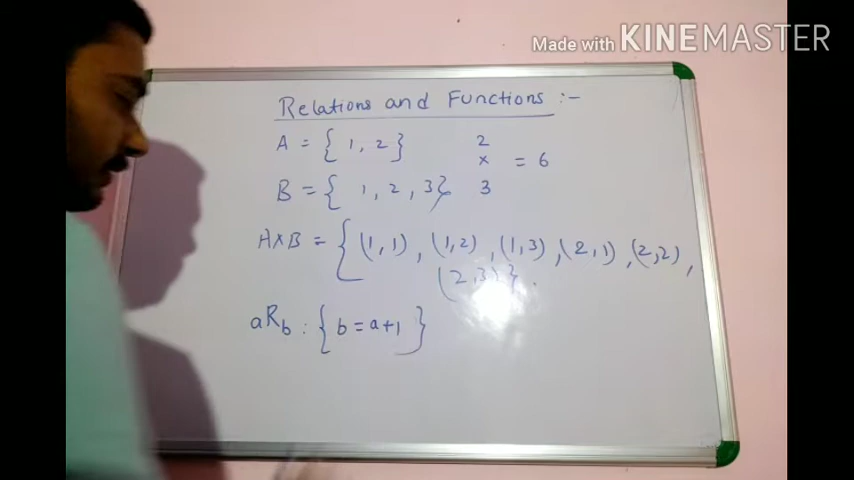 Made with KINEMASTER
Relations and Functions :-
A = { 1, 2 } 2
x = 6
B = { 1, 2, 3 } 3
A×B = { (1,1), (1,2), (1,3), (2,1), (2,2),
(2,3) } .
aRb : { b = a+1 }